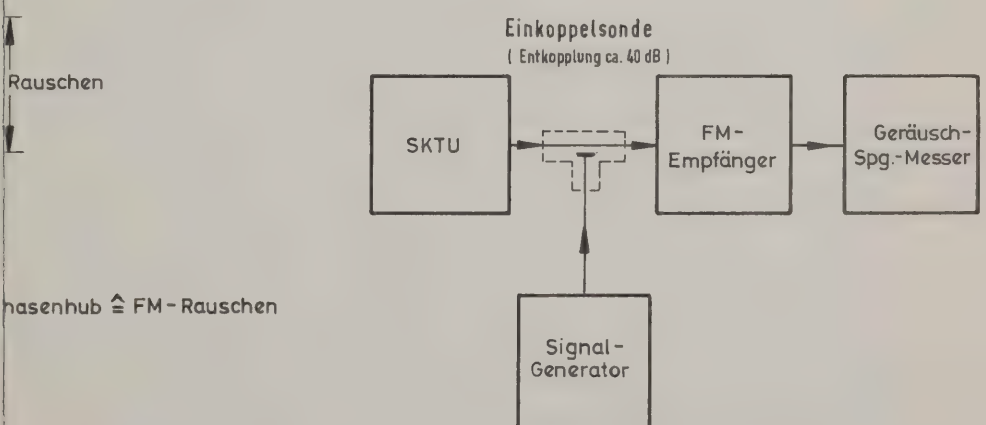 Einkoppelsonde
( Entkopplung ca. 40 dB )
Rauschen
SKTU
FM-
Empfänger
Geräusch-
Spg.-Messer
hasenhub ≙ FM-Rauschen
Signal-
Generator